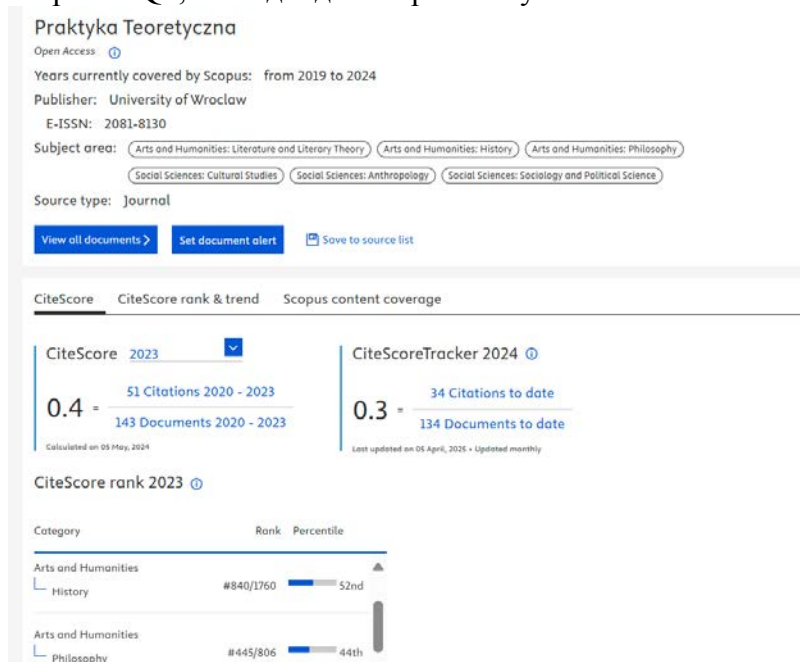 Praktyka Teoretyczna
Open Access
Years currently covered by Scopus: from 2019 to 2024
Publisher: University of Wroclaw
E-ISSN: 2081-8130
Subject area: Arts and Humanities: Literature and Literary Theory Arts and Humanities: History Arts and Humanities: Philosophy
Social Sciences: Cultural Studies Social Sciences: Anthropology Social Sciences: Sociology and Political Science
Source type: Journal
View all documents > Set document alert Save to source list
CiteScore CiteScore rank & trend Scopus content coverage
CiteScore 2023
0.4 = 51 Citations 2020 - 2023
143 Documents 2020 - 2023
Calculated on 05 May, 2024
CiteScoreTracker 2024
0.3 = 34 Citations to date
134 Documents to date
Last updated on 05 April, 2025 • Updated monthly
CiteScore rank 2023
Category Rank Percentile
Arts and Humanities
History #840/1760 52nd
Arts and Humanities
Philosophy #445/806 44th